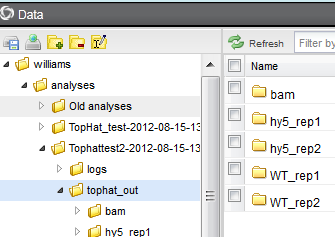 Data
Refresh
Filter by
williams
analyses
Old analyses
TopHat_test-2012-08-15-13
Tophattest2-2012-08-15-13
logs
tophat_out
bam
hy5_rep1
Name
bam
hy5_rep1
hy5_rep2
WT_rep1
WT_rep2